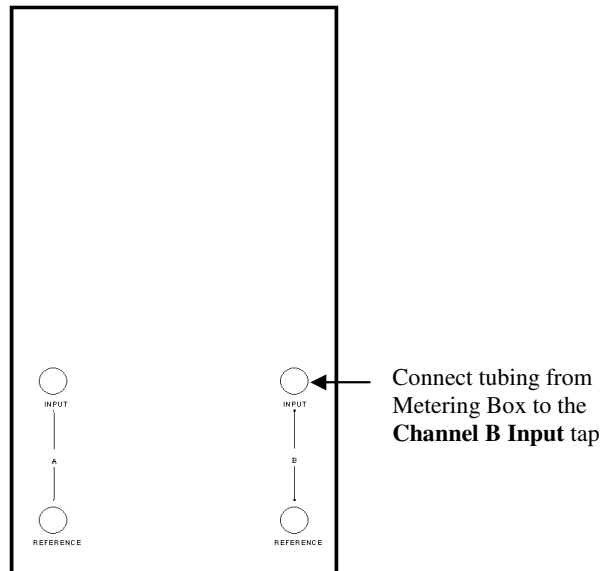 INPUT
INPUT
Connect tubing from
Metering Box to the
Channel B Input tap
A
B
REFERENCE
REFERENCE